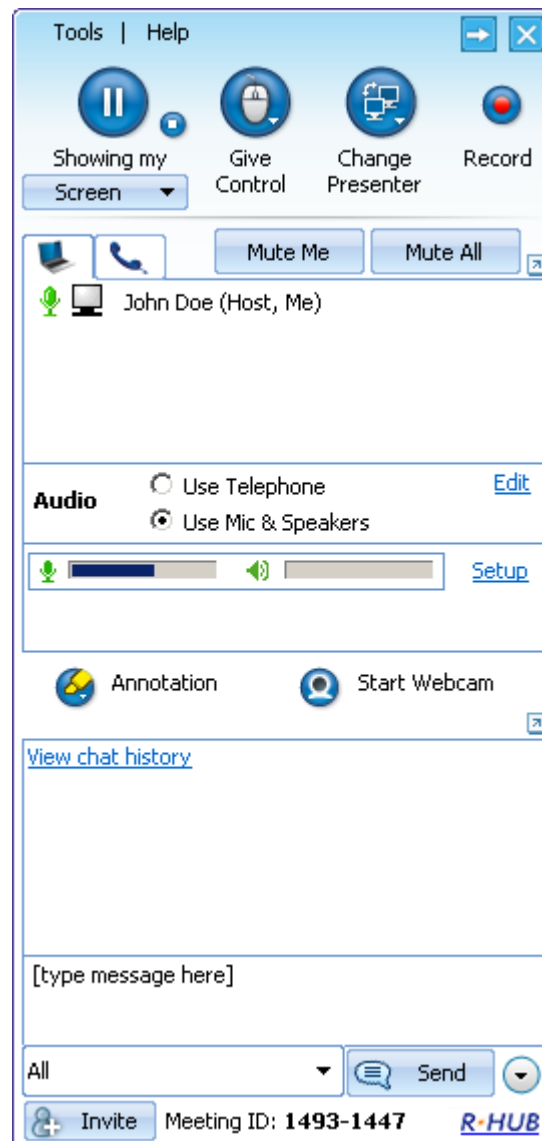 Tools | Help
Showing my
Screen
Give
Control
Change
Presenter
Record
Mute Me
Mute All
John Doe (Host, Me)
Audio
Use Telephone
Use Mic & Speakers
Edit
Setup
Annotation
Start Webcam
View chat history
[type message here]
All
Send
Invite
Meeting ID: 1493-1447
R·HUB